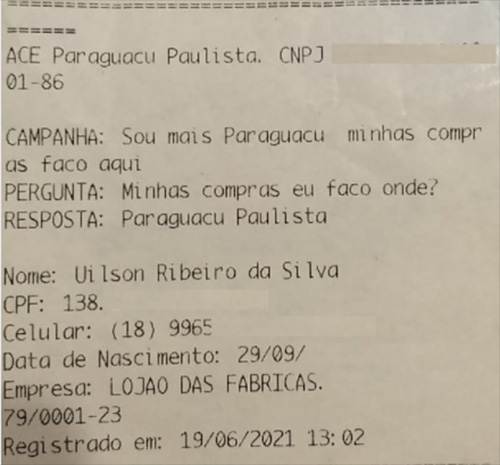 =============================================
======
ACE Paraguacu Paulista. CNPJ
01-86
CAMPANHA: Sou mais Paraguacu minhas compr
as faco aqui
PERGUNTA: Minhas compras eu faco onde?
RESPOSTA: Paraguacu Paulista
Nome: Uilson Ribeiro da Silva
CPF: 138.
Celular: (18) 9965
Data de Nascimento: 29/09/
Empresa: LOJAO DAS FABRICAS.
79/0001-23
Registrado em: 19/06/2021 13:02